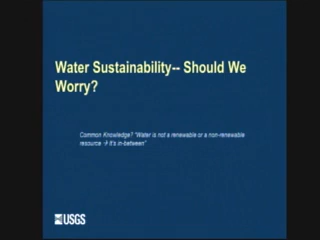 Water Sustainability-- Should We
Worry?
Common Knowledge? "Water is not a renewable or a non-renewable
resource → it's in-between"
USGS